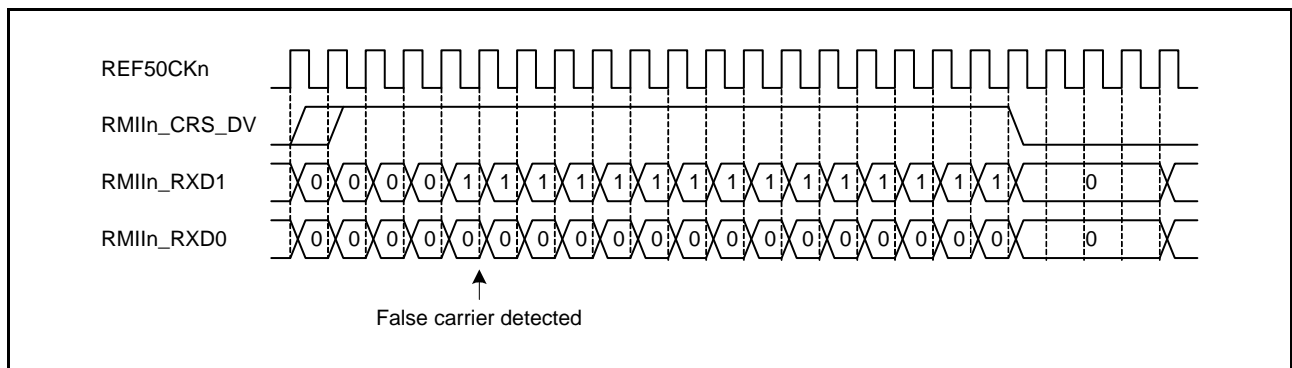 REF50CKn
RMIIn_CRS_DV
RMIIn_RXD1 0 0 0 0 1 1 1 1 1 1 1 1 1 1 1 1 1 1 1 0
RMIIn_RXD0 0 0 0 0 0 0 0 0 0 0 0 0 0 0 0 0 0 0 0 0
False carrier detected